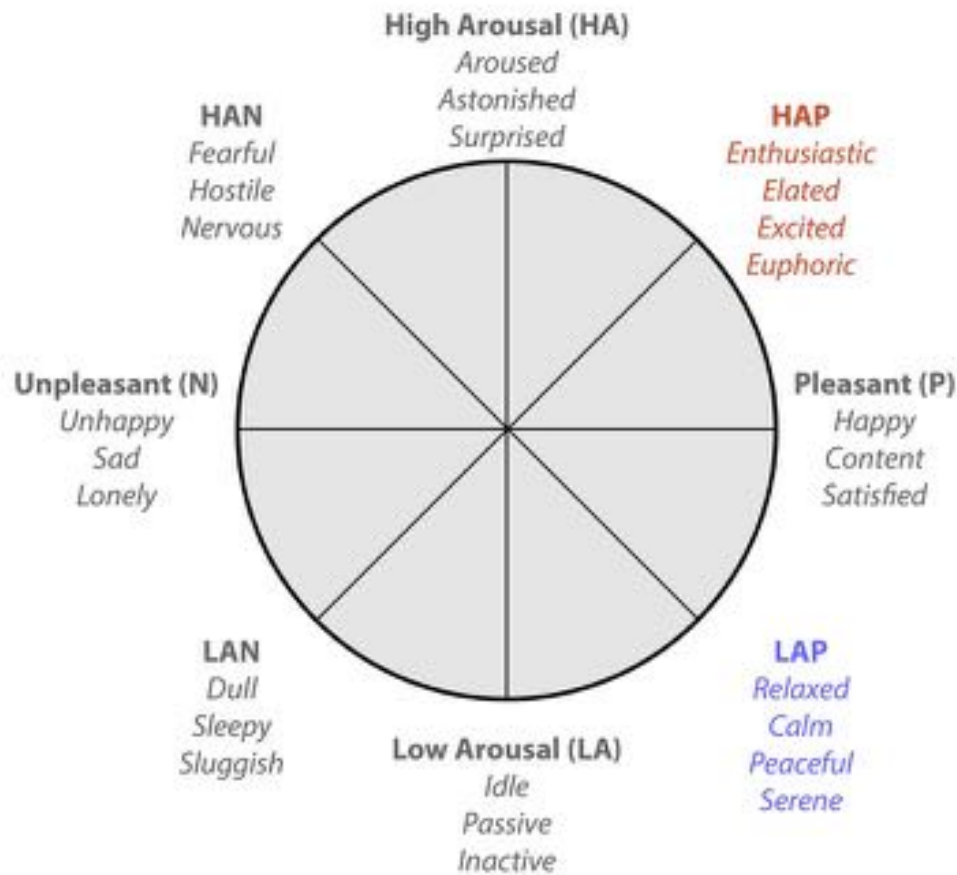 High Arousal (HA)
Aroused
Astonished
Surprised
HAN
Fearful
Hostile
Nervous
HAP
Enthusiastic
Elated
Excited
Euphoric
Unpleasant (N)
Unhappy
Sad
Lonely
Pleasant (P)
Happy
Content
Satisfied
LAN
Dull
Sleepy
Sluggish
Low Arousal (LA)
Idle
Passive
Inactive
LAP
Relaxed
Calm
Peaceful
Serene